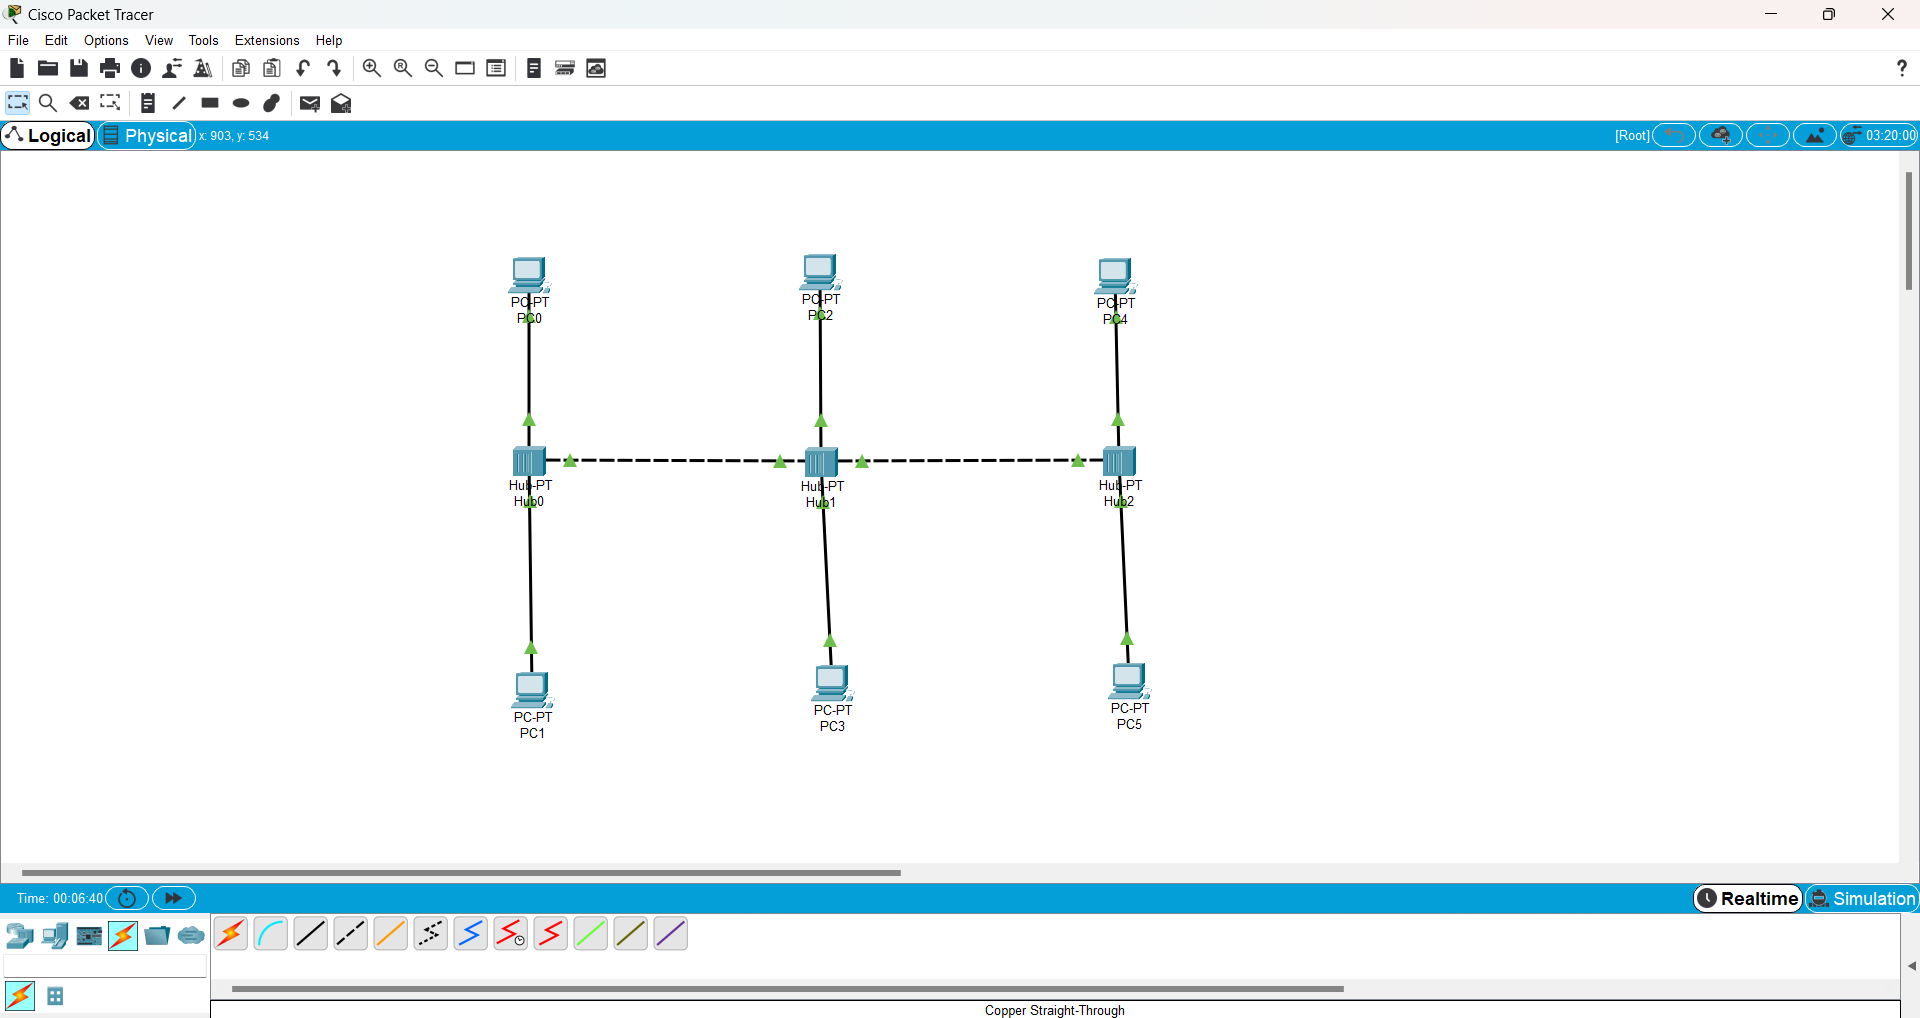 Cisco Packet Tracer
File Edit Options View Tools Extensions Help
?
Logical Physical x: 903, y: 534 [Root] 03:20:00
PC-PT
PC0
PC-PT
PC2
PC-PT
PC4
Hub-PT
Hub0
Hub-PT
Hub1
Hub-PT
Hub2
PC-PT
PC1
PC-PT
PC3
PC-PT
PC5
Time: 00:06:40 Realtime Simulation
Copper Straight-Through